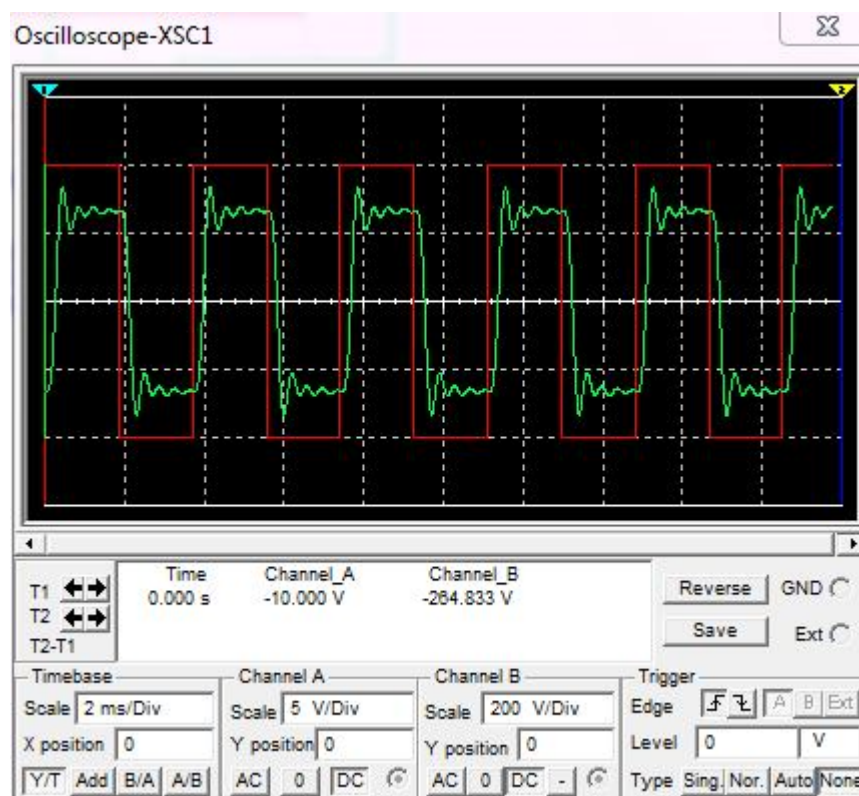 Oscilloscope-XSC1
1
2
Time Channel_A Channel_B
T1 0.000 s -10.000 V -264.833 V
T2
T2-T1
Reverse GND
Save Ext
Timebase
Scale 2 ms/Div
X position 0
Y/T Add B/A A/B
Channel A
Scale 5 V/Div
Y position 0
AC 0 DC
Channel B
Scale 200 V/Div
Y position 0
AC 0 DC -
Trigger
Edge A B Ext
Level 0 V
Type Sing. Nor. Auto None